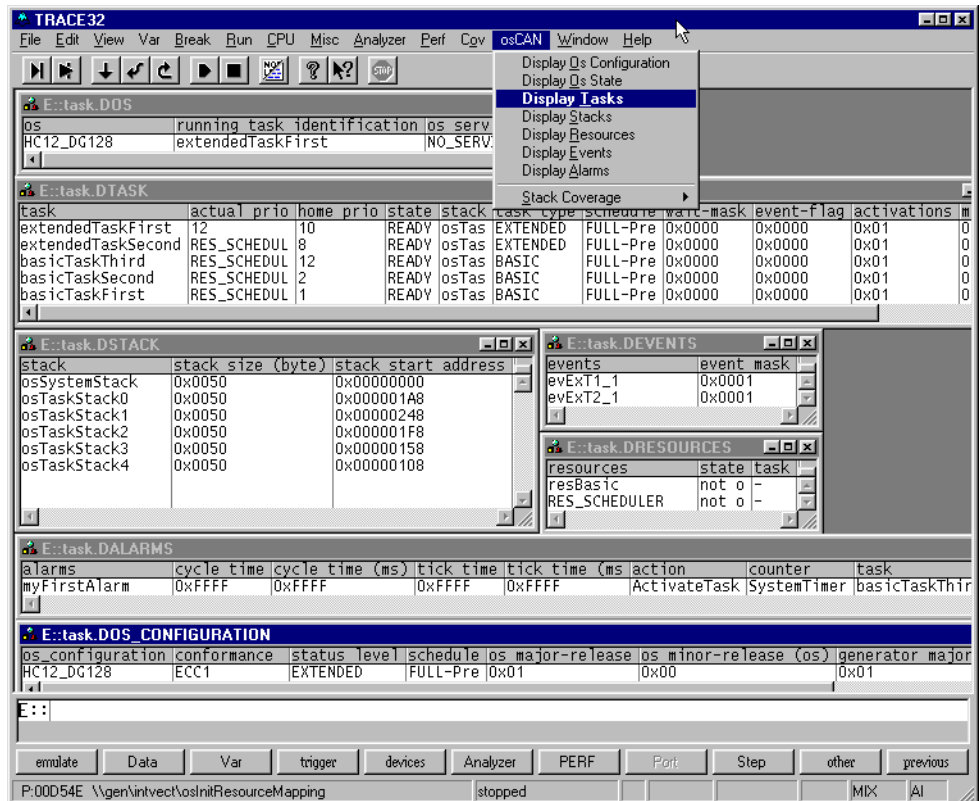 TRACE32
File Edit View Var Break Run CPU Misc Analyzer Perf Cov osCAN Window Help
Display Os Configuration
Display Os State
Display Tasks
Display Stacks
Display Resources
Display Events
Display Alarms
Stack Coverage
E::task.DOS
os running task identification os serv
HC12_DG128 extendedTaskFirst NO_SERV
E::task.DTASK
task actual prio home prio state stack task type schedule wait-mask event-flag activations m
extendedTaskFirst 12 10 READY osTas EXTENDED FULL-Pre 0x0000 0x0000 0x01 0
extendedTaskSecond RES_SCHEDUL 8 READY osTas EXTENDED FULL-Pre 0x0000 0x0000 0x01 0
basicTaskThird RES_SCHEDUL 12 READY osTas BASIC FULL-Pre 0x0000 0x0000 0x01 0
basicTaskSecond RES_SCHEDUL 2 READY osTas BASIC FULL-Pre 0x0000 0x0000 0x01 0
basicTaskFirst RES_SCHEDUL 1 READY osTas BASIC FULL-Pre 0x0000 0x0000 0x01 0
E::task.DSTACK
stack stack size (byte) stack start address
osSystemStack 0x0050 0x00000000
osTaskStack0 0x0050 0x000001A8
osTaskStack1 0x0050 0x00000248
osTaskStack2 0x0050 0x000001F8
osTaskStack3 0x0050 0x00000158
osTaskStack4 0x0050 0x00000108
E::task.DEVENTS
events event mask
evExT1_1 0x0001
evExT2_1 0x0001
E::task.DRESOURCES
resources state task
resBasic not o -
RES_SCHEDULER not o -
E::task.DALARMS
alarms cycle time cycle time (ms) tick time tick time (ms action counter task
myFirstAlarm 0xFFFF 0xFFFF 0xFFFF 0xFFFF ActivateTask SystemTimer basicTaskThir
E::task.DOS_CONFIGURATION
os_configuration conformance status level schedule os major-release os minor-release (os) generator major
HC12_DG128 ECC1 EXTENDED FULL-Pre 0x01 0x00 0x01
E::
emulate Data Var trigger devices Analyzer PERF Port Step other previous
P:00D54E \\gen\intvect\osInitResourceMapping stopped MIX AI